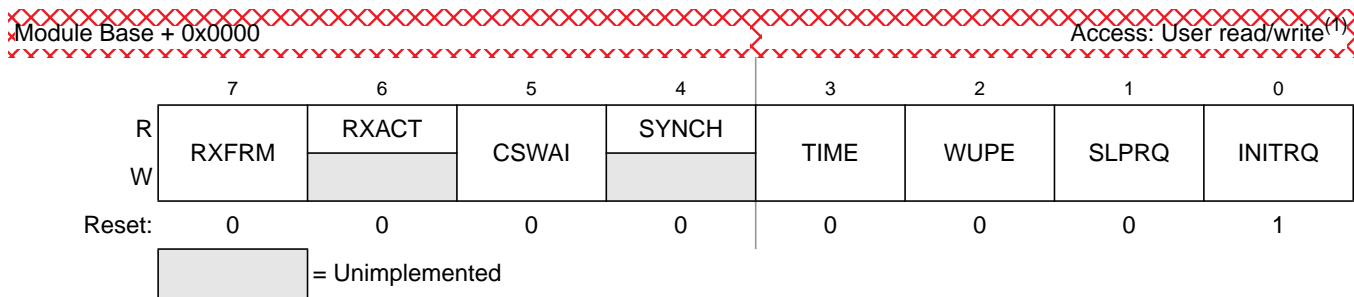 Module Base + 0x0000 Access: User read/write(1)
7 6 5 4 3 2 1 0
R RXFRM RXACT CSWAI SYNCH TIME WUPE SLPRQ INITRQ
W
Reset: 0 0 0 0 0 0 0 1
= Unimplemented